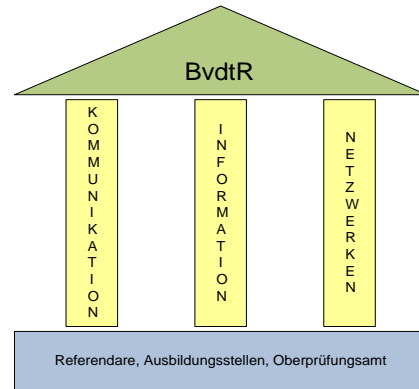 BvdtR
KOMMUNIKATION
INFORMATION
NETZWERKEN
Referendare, Ausbildungsstellen, Oberprüfungsamt